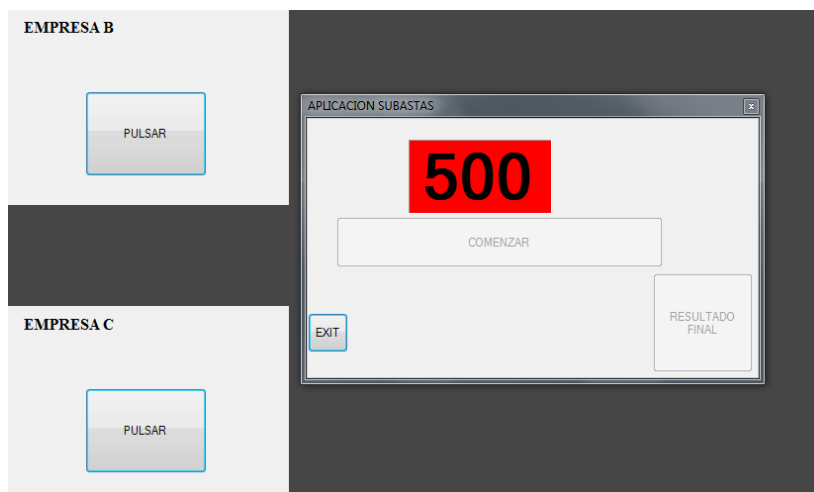 EMPRESA B
PULSAR
EMPRESA C
PULSAR
APLICACION SUBASTAS
x
500
COMENZAR
EXIT
RESULTADO
FINAL